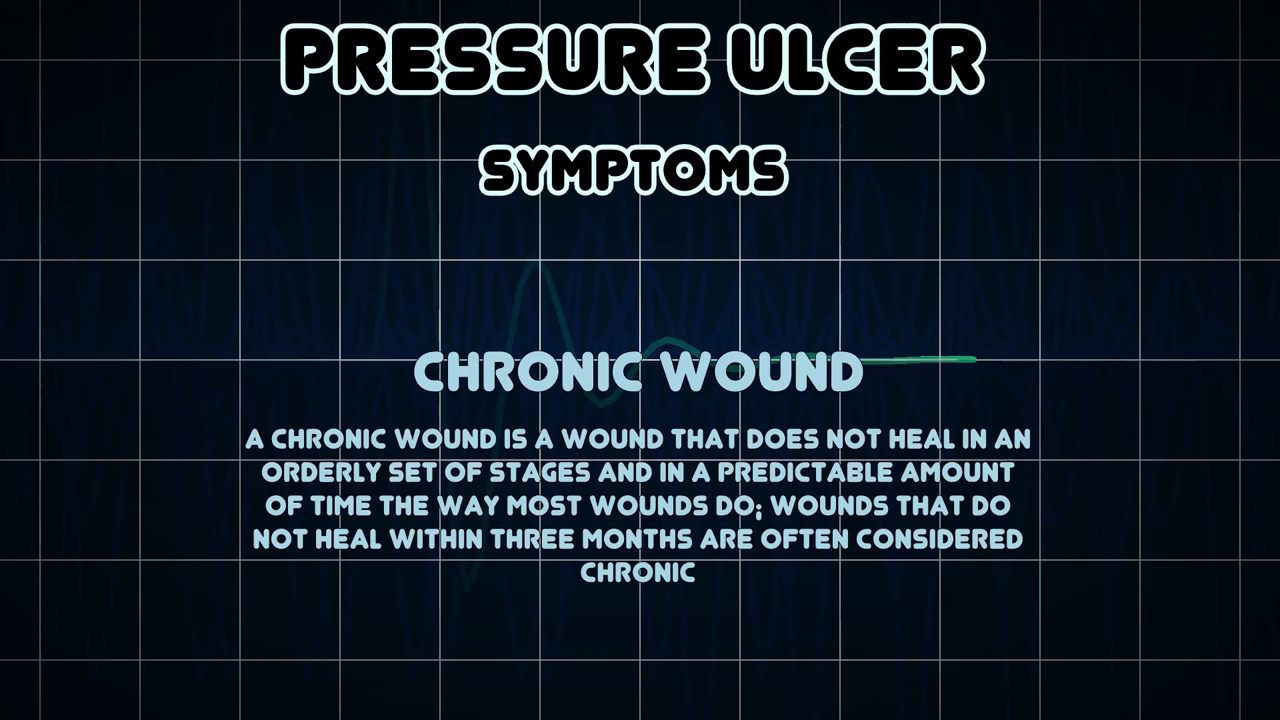 PRESSURE ULCER
SYMPTOMS
CHRONIC WOUND
A CHRONIC WOUND IS A WOUND THAT DOES NOT HEAL IN AN
ORDERLY SET OF STAGES AND IN A PREDICTABLE AMOUNT
OF TIME THE WAY MOST WOUNDS DO; WOUNDS THAT DO
NOT HEAL WITHIN THREE MONTHS ARE OFTEN CONSIDERED
CHRONIC